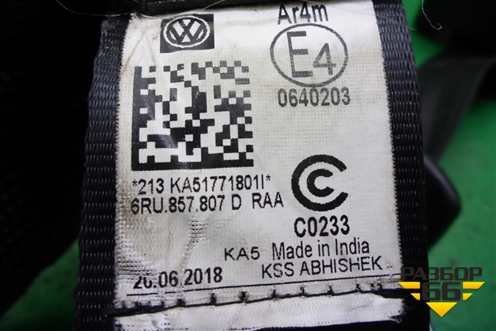 Ar4m
E4
0640203
*213 KA51771801I*
6RU.857.807 D RAA
C0233
KA5 Made in India
26.06.2018 KSS ABHISHEK
РАЗБОР
66